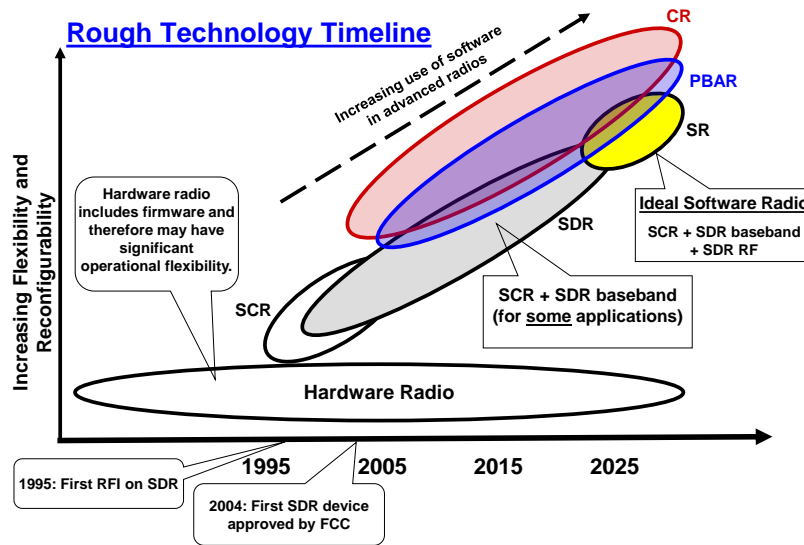 Rough Technology Timeline
CR
PBAR
SR
Increasing use of software
in advanced radios
Increasing Flexibility and
Reconfigurability
Hardware radio
includes firmware and
therefore may have
significant
operational flexibility.
SDR
Ideal Software Radio
SCR + SDR baseband
+ SDR RF
SCR
SCR + SDR baseband
(for some applications)
Hardware Radio
1995
2005
2015
2025
1995: First RFI on SDR
2004: First SDR device
approved by FCC